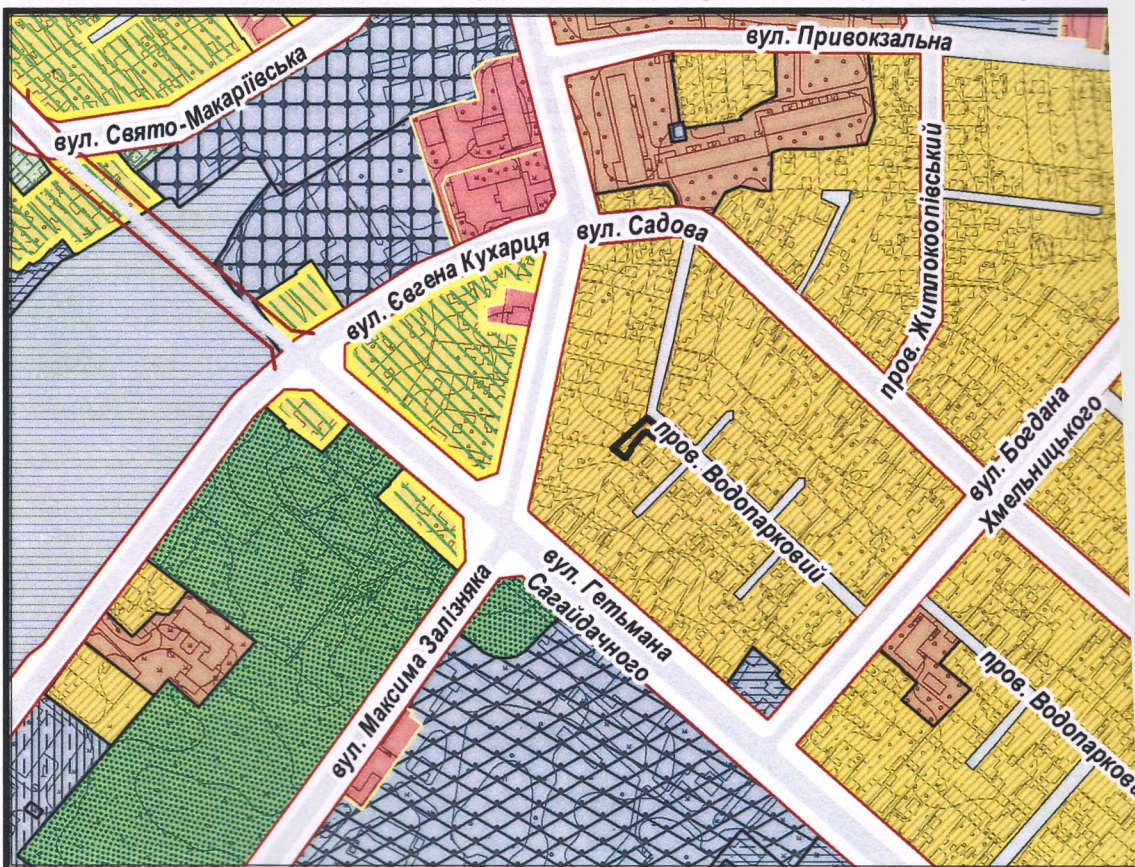 вул. Привокзальна
вул. Свято-Макаріївська
вул. Садова
вул. Євгена Кухарця
пров. Житлокоопівський
вул. Богдана
Хмельницького
пров. Водопарковий
вул. Гетьмана
Сагайдачного
вул. Максима Залізняка
пров. Водопаркови